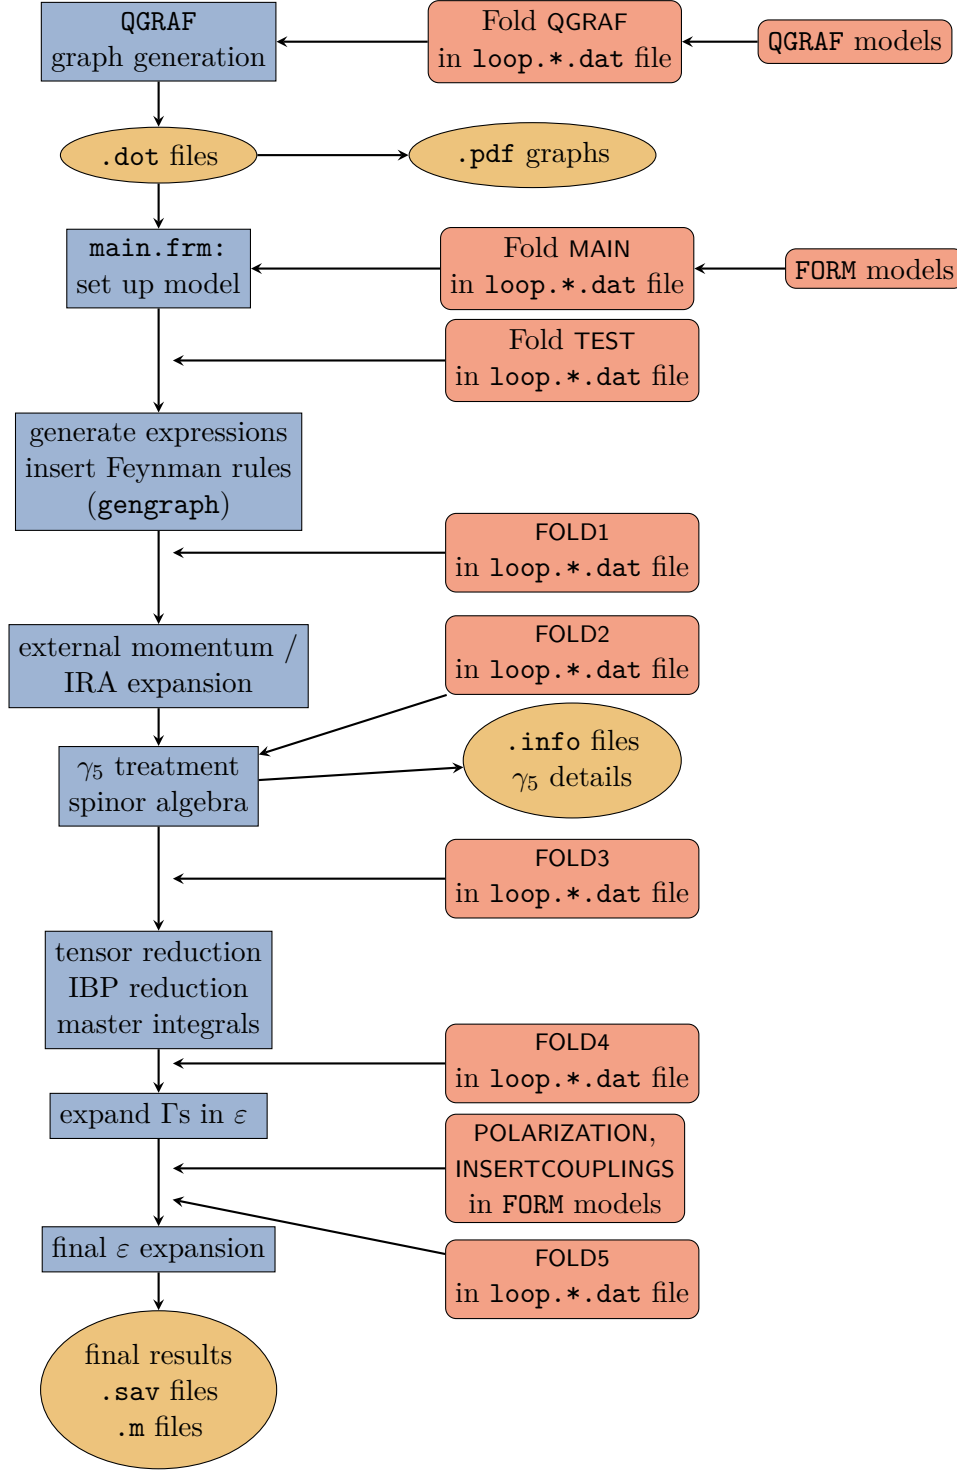 QGRAF
graph generation
Fold QGRAF
in loop.*.dat file
QGRAF models
.dot files
.pdf graphs
main.frm:
set up model
Fold MAIN
in loop.*.dat file
FORM models
Fold TEST
in loop.*.dat file
generate expressions
insert Feynman rules
(gengraph)
FOLD1
in loop.*.dat file
external momentum /
IRA expansion
FOLD2
in loop.*.dat file
γ₅ treatment
spinor algebra
.info files
γ₅ details
FOLD3
in loop.*.dat file
tensor reduction
IBP reduction
master integrals
FOLD4
in loop.*.dat file
expand Γs in ε
POLARIZATION,
INSERTCOUPLINGS
in FORM models
final ε expansion
FOLD5
in loop.*.dat file
final results
.sav files
.m files